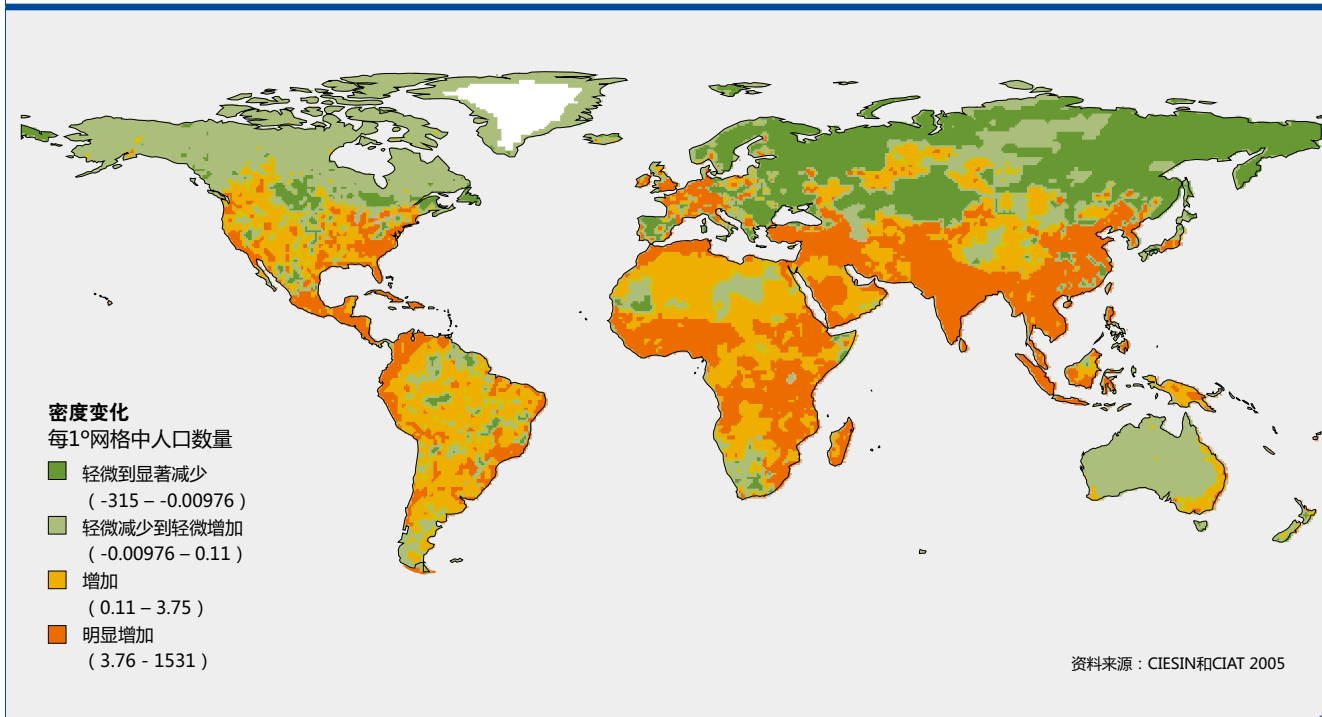 密度变化
每1º网格中人口数量
轻微到显著减少
（-315 – -0.00976）
轻微减少到轻微增加
（-0.00976 – 0.11）
增加
（0.11 – 3.75）
明显增加
（3.76 - 1531）
资料来源：CIESIN和CIAT 2005